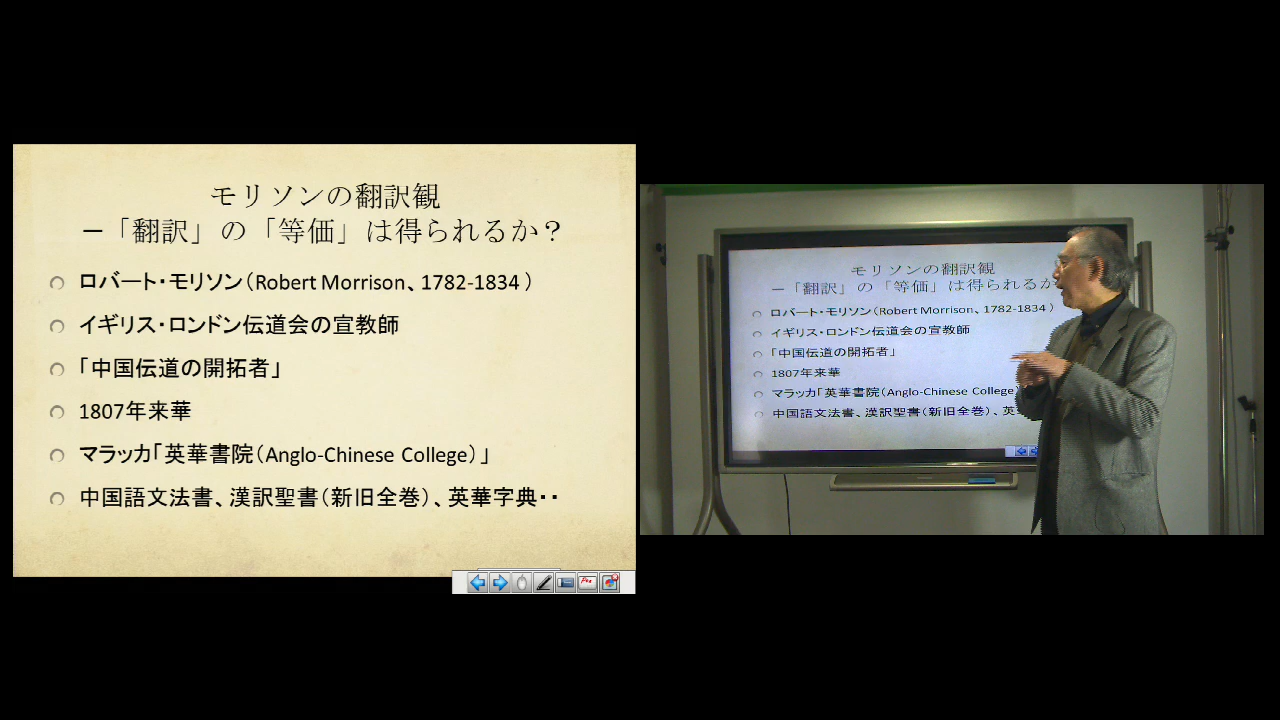 モリソンの翻訳観
－「翻訳」の「等価」は得られるか？
ロバート・モリソン（Robert Morrison、1782-1834）
イギリス・ロンドン伝道会の宣教師
「中国伝道の開拓者」
1807年来華
マラッカ「英華書院（Anglo-Chinese College）」
中国語文法書、漢訳聖書（新旧全巻）、英華字典・・
モリソンの翻訳観
－「翻訳」の「等価」は得られるか
ロバート・モリソン（Robert Morrison、1782-1834）
イギリス・ロンドン伝道会の宣教師
「中国伝道の開拓者」
1807年来華
マラッカ「英華書院（Anglo-Chinese College
中国語文法書、漢訳聖書（新旧全巻）、英